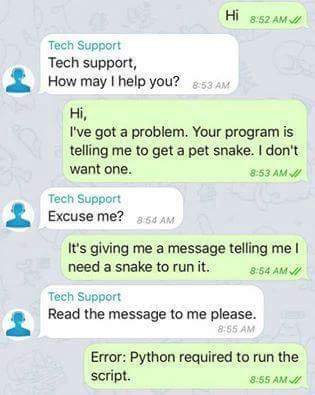 Hi
8:52 AM
Tech Support
Tech support,
How may I help you?
8:53 AM
Hi,
I've got a problem. Your program is
telling me to get a pet snake. I don't
want one.
8:53 AM
Tech Support
Excuse me?
8:54 AM
It's giving me a message telling me I
need a snake to run it.
8:54 AM
Tech Support
Read the message to me please.
8:55 AM
Error: Python required to run the
script.
8:55 AM